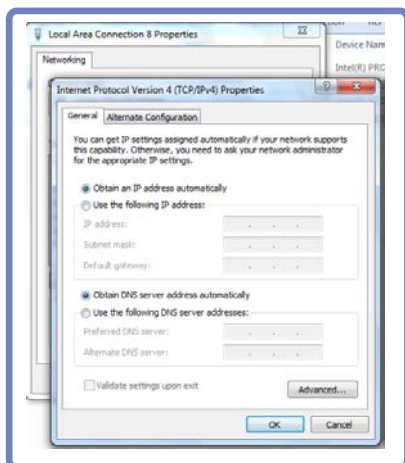 Local Area Connection 8 Properties
Device Nam
Networking
Intel(R) PRO
Internet Protocol Version 4 (TCP/IPv4) Properties
General
Alternate Configuration
You can get IP settings assigned automatically if your network supports
this capability. Otherwise, you need to ask your network administrator
for the appropriate IP settings.
Obtain an IP address automatically
Use the following IP address:
IP address:
Subnet mask:
Default gateway:
Obtain DNS server address automatically
Use the following DNS server addresses:
Preferred DNS server:
Alternate DNS server:
Validate settings upon exit
Advanced...
OK
Cancel